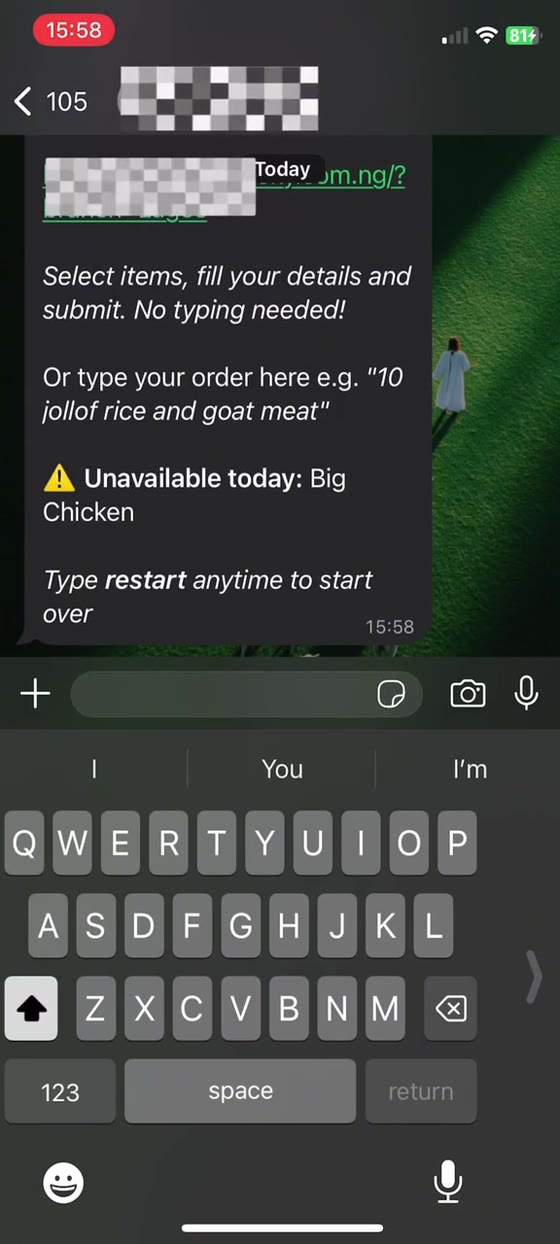 15:58
81
105
Today
om.ng/?
Select items, fill your details and
submit. No typing needed!
Or type your order here e.g. "10
jollof rice and goat meat"
⚠️ Unavailable today: Big
Chicken
Type restart anytime to start
over
15:58
I You I'm
Q W E R T Y U I O P
A S D F G H J K L
Z X C V B N M
123 space return